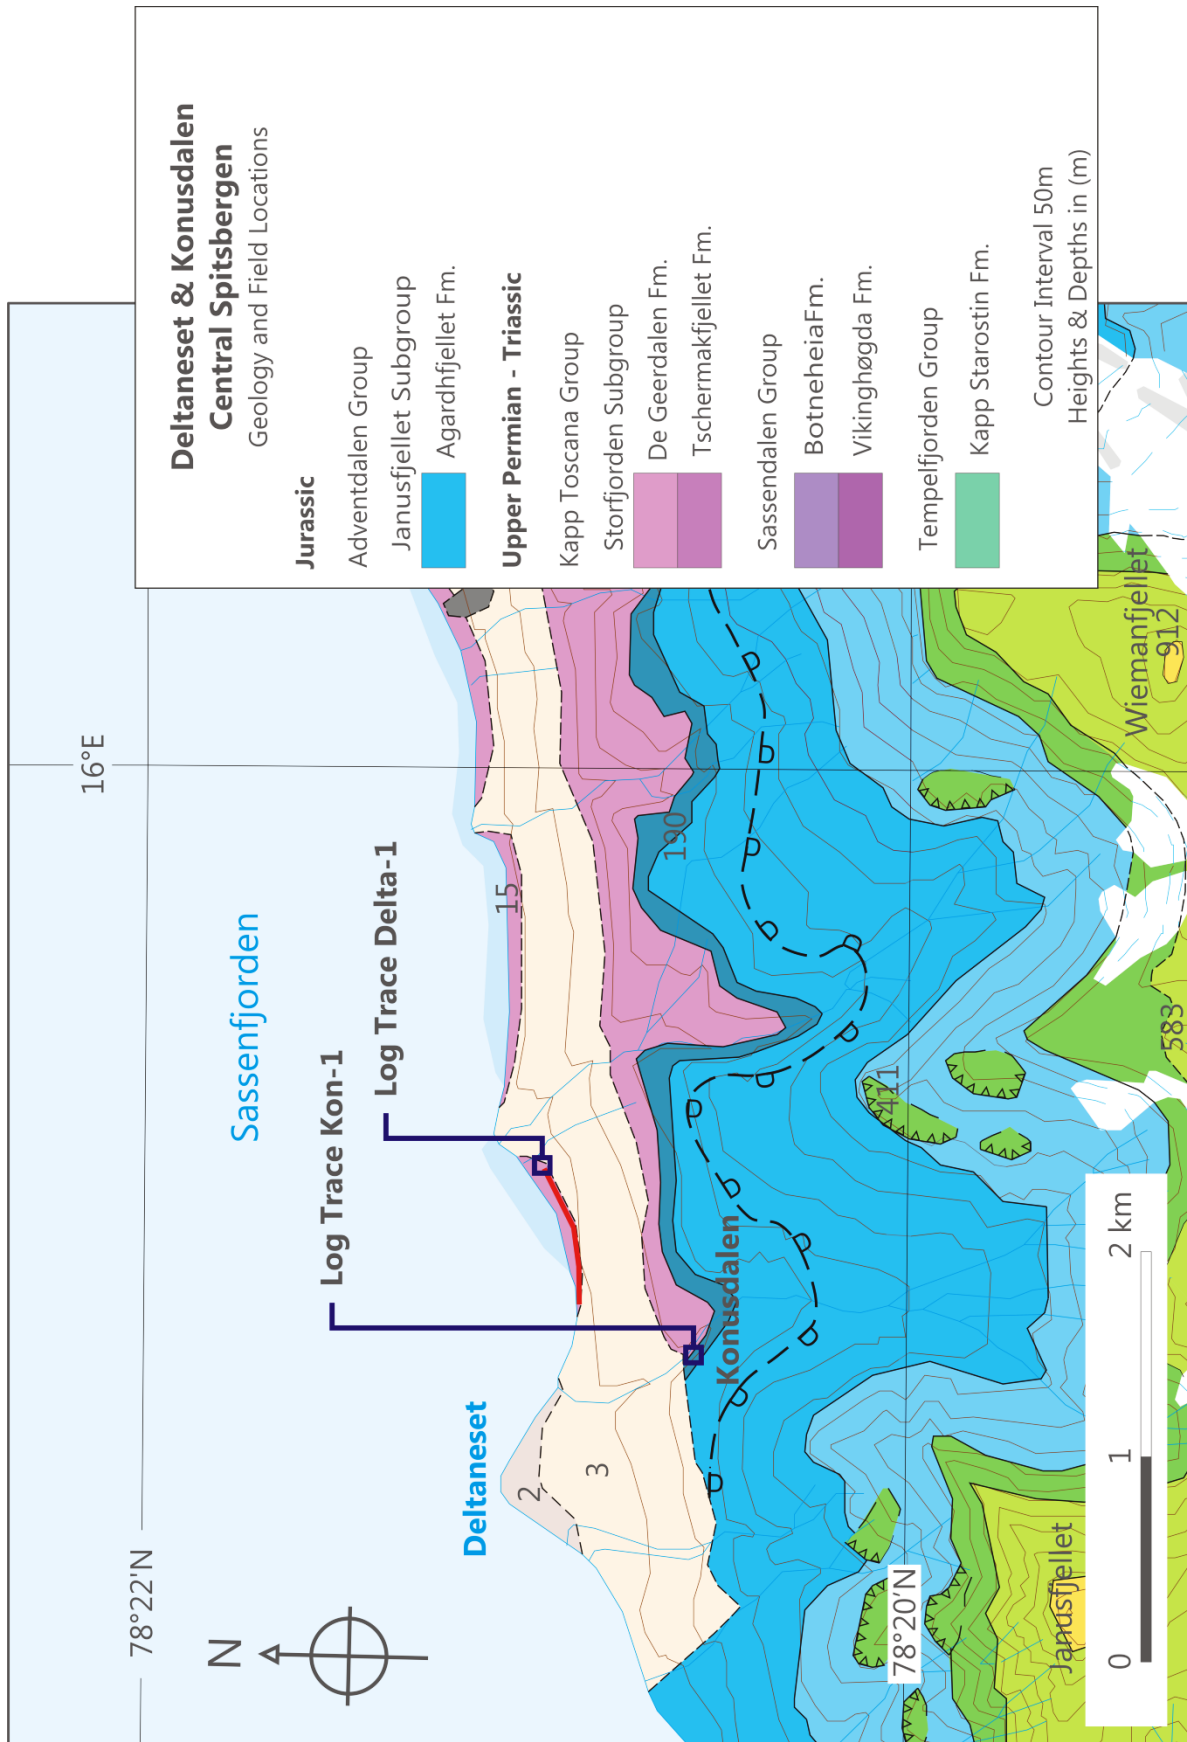 Deltaneset & Konusdalen
Central Spitsbergen
Geology and Field Locations
Jurassic
Adventdalen Group
Janusfjellet Subgroup
Agardhfjellet Fm.
Upper Permian - Triassic
Kapp Toscana Group
Storfjorden Subgroup
De Geerdalen Fm.
Tschermakfjellet Fm.
Sassendalen Group
BotneheiaFm.
Vikinghøgda Fm.
Tempelfjorden Group
Kapp Starostin Fm.
Contour Interval 50m
Heights & Depths in (m)
16°E
78°22'N
N
Sassenfjorden
Log Trace Kon-1
Log Trace Delta-1
Deltaneset
15
2
3
190
Konusdalen
411
78°20'N
Wiemanfjellet
912
583
Janusfjellet
0 1 2 km